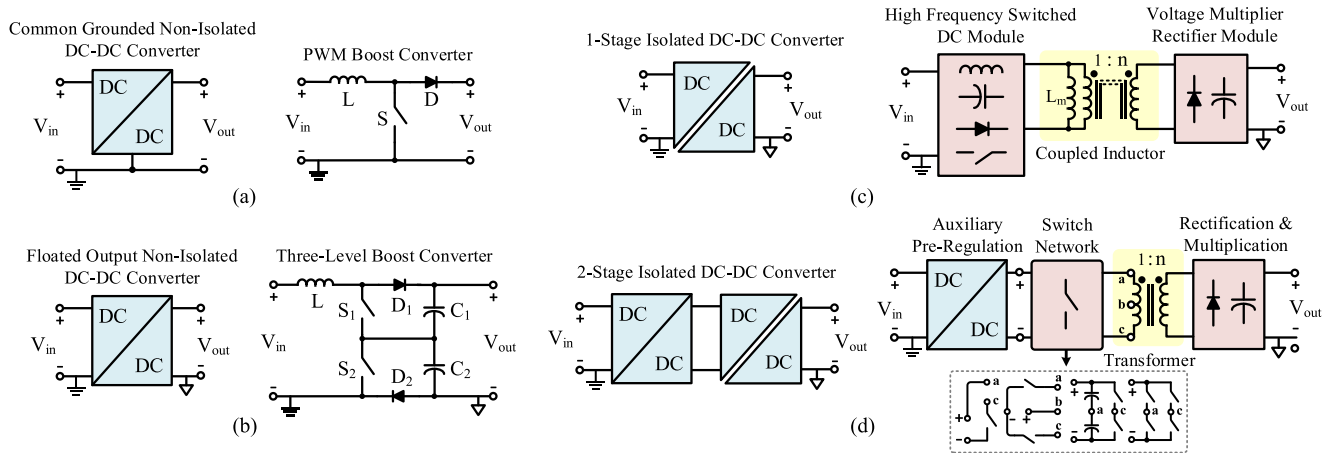 Common Grounded Non-Isolated
DC-DC Converter
DC
DC
+
+
Vin
Vout
-
-
PWM Boost Converter
L
D
S
+
+
Vin
Vout
-
-
(a)
Floated Output Non-Isolated
DC-DC Converter
DC
DC
+
+
Vin
Vout
-
-
Three-Level Boost Converter
L
D1
S1
C1
S2
C2
D2
+
+
Vin
Vout
-
-
(b)
1-Stage Isolated DC-DC Converter
DC
DC
+
+
Vin
Vout
-
-
High Frequency Switched
DC Module
Voltage Multiplier
Rectifier Module
1 : n
Lm
Coupled Inductor
+
+
Vin
Vout
-
-
(c)
2-Stage Isolated DC-DC Converter
DC
DC
DC
DC
+
+
Vin
Vout
-
-
Auxiliary
Pre-Regulation
Switch
Network
Rectification &
Multiplication
1:n
DC
DC
a
b
c
+
+
+
Vin
Vout
-
-
-
Transformer
a
c
+
-
a
b
c
- +
+
-
a
c
+
-
a
c
(d)